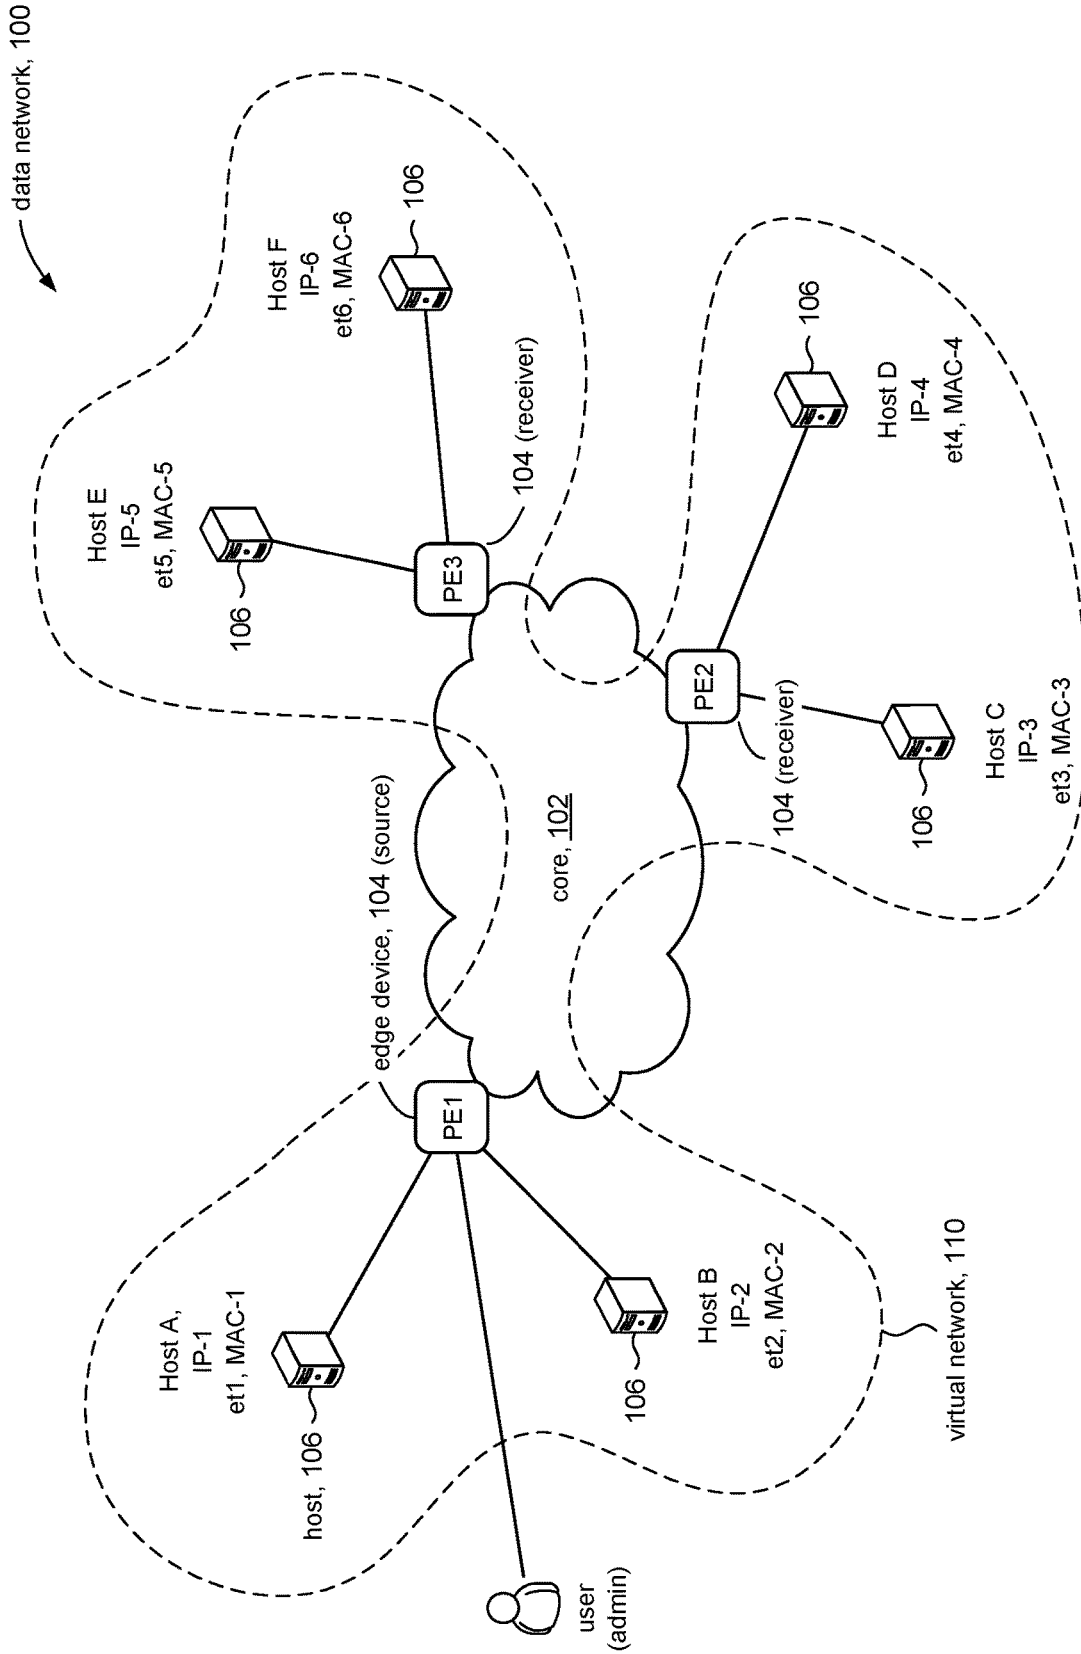 data network, 100
Host E
IP-5
et5, MAC-5
106
Host F
IP-6
et6, MAC-6
106
PE3
104 (receiver)
Host A,
IP-1
et1, MAC-1
host, 106
edge device, 104 (source)
PE1
core, 102
PE2
104 (receiver)
106
Host D
IP-4
et4, MAC-4
106
Host C
IP-3
et3, MAC-3
106
Host B
IP-2
et2, MAC-2
user
(admin)
virtual network, 110